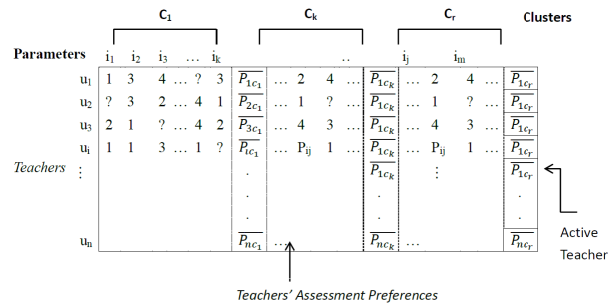 C1 Ck Cr Clusters
Parameters i1 i2 i3 … ik .. ij im
u1 1 3 4 … ? 3 P1c1 … 2 4 … P1ck … 2 4 … P1cr
u2 ? 3 2 … 4 1 P2c1 … 1 ? … P1ck … 1 ? … P1cr
u3 2 1 ? … 4 2 P3c1 … 4 3 … P1ck … 4 3 … P1cr
ui 1 1 3 … 1 ? Pic1 … Pij 1 … P1ck … Pij 1 … P1cr
Teachers ⋮ . . P1ck ⋮ P1cr
. . . .
. . . .
un Pnc1 … Pnck … Pncr
Active
Teacher
Teachers' Assessment Preferences